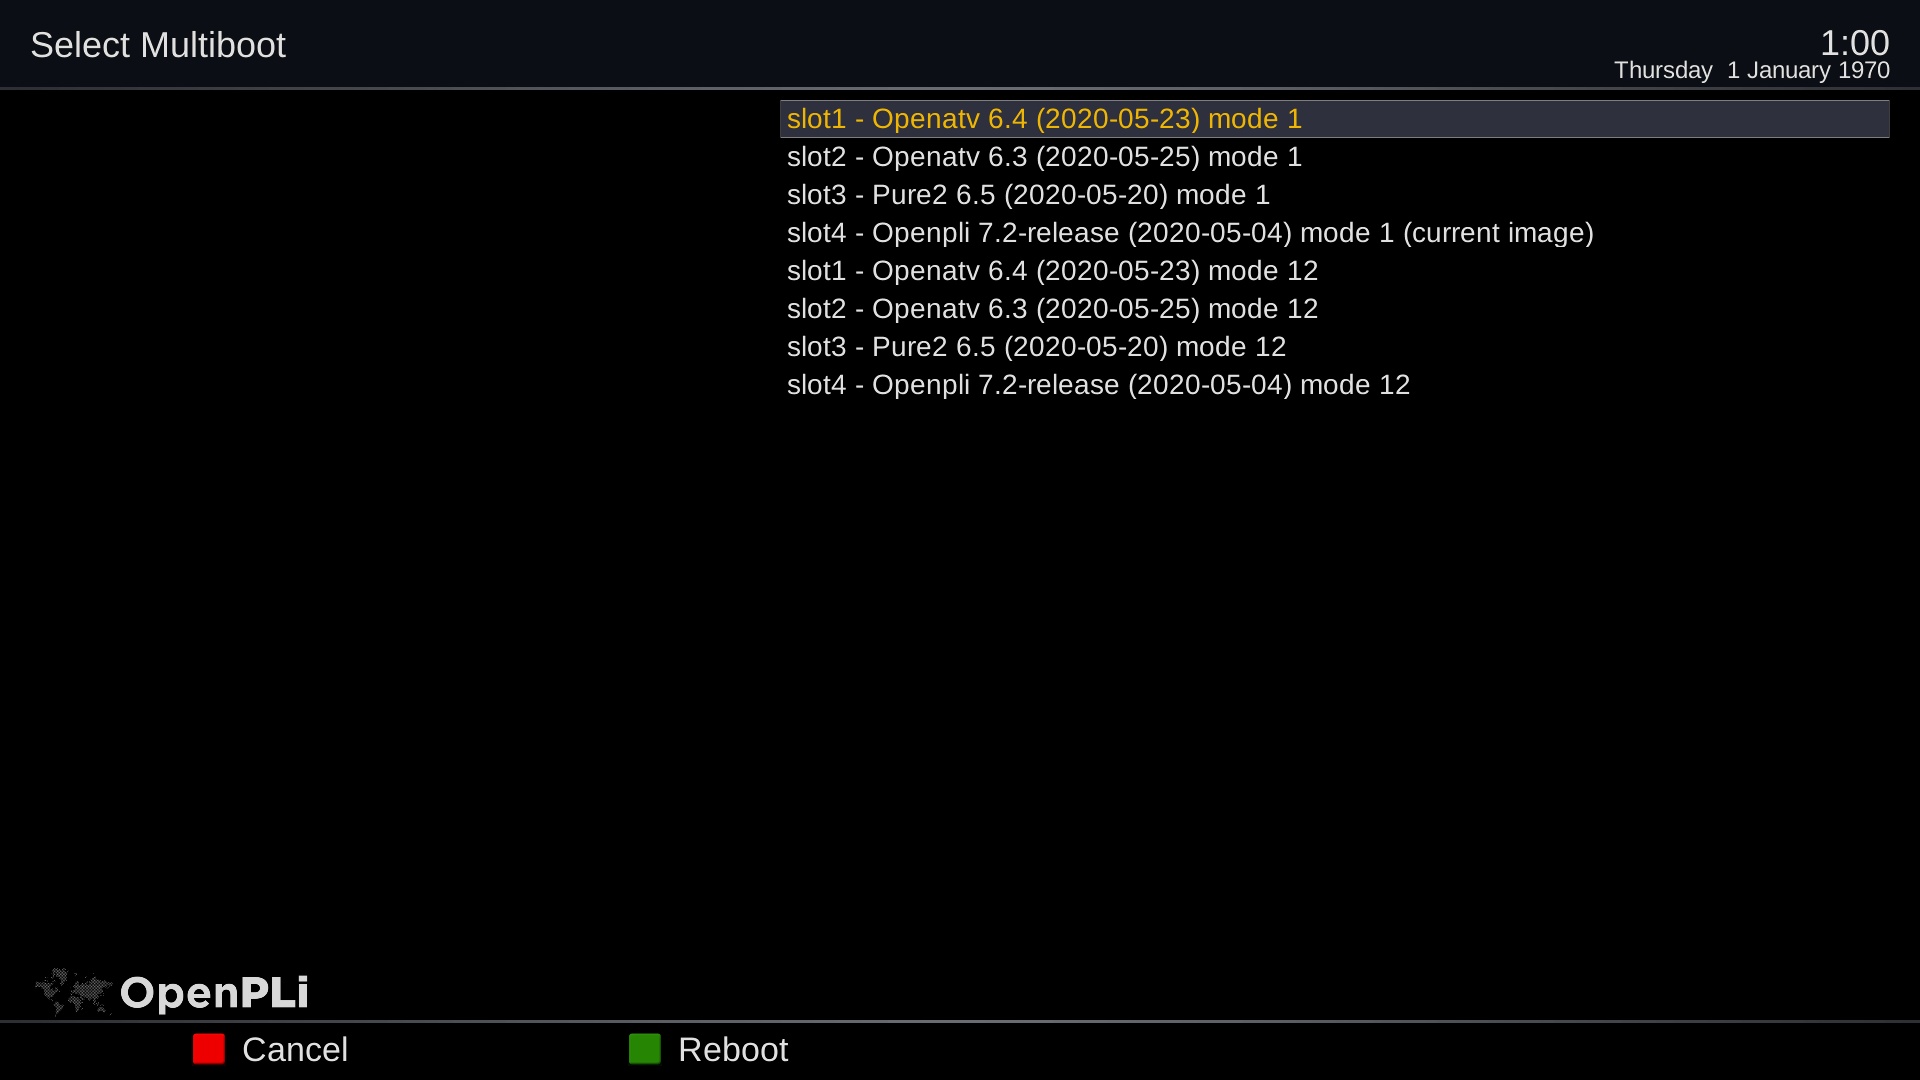 Select Multiboot
1:00
Thursday 1 January 1970
slot1 - Openatv 6.4 (2020-05-23) mode 1
slot2 - Openatv 6.3 (2020-05-25) mode 1
slot3 - Pure2 6.5 (2020-05-20) mode 1
slot4 - Openpli 7.2-release (2020-05-04) mode 1 (current image)
slot1 - Openatv 6.4 (2020-05-23) mode 12
slot2 - Openatv 6.3 (2020-05-25) mode 12
slot3 - Pure2 6.5 (2020-05-20) mode 12
slot4 - Openpli 7.2-release (2020-05-04) mode 12
OpenPLi
Cancel
Reboot